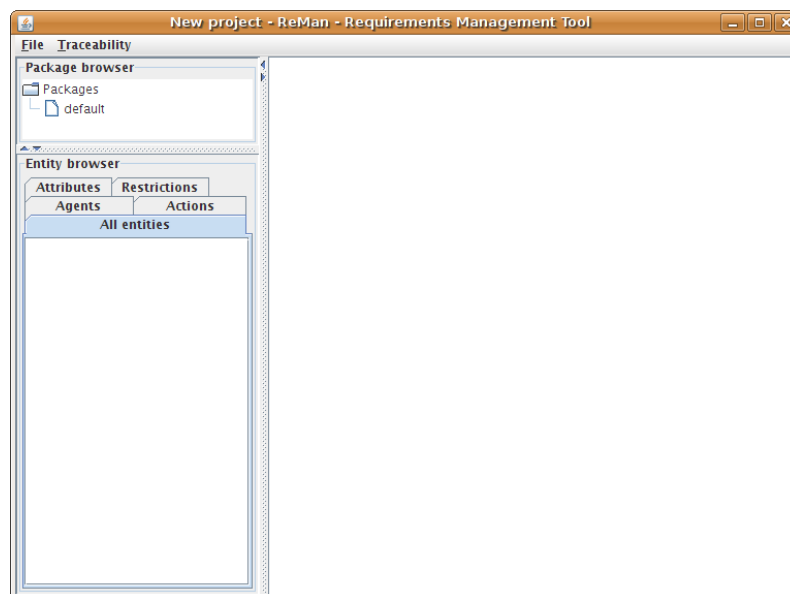 New project - ReMan - Requirements Management Tool
File Traceability
Package browser
Packages
default
Entity browser
Attributes Restrictions
Agents Actions
All entities